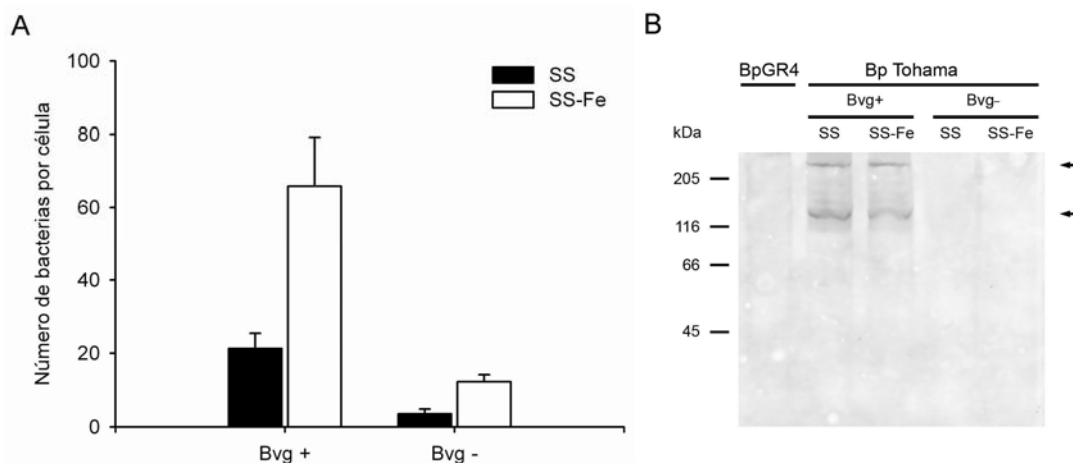 A
Número de bacterias por célula
100
80
60
40
20
0
SS
SS-Fe
Bvg +
Bvg -
B
BpGR4
Bp Tohama
Bvg+
Bvg-
kDa
SS
SS-Fe
SS
SS-Fe
205
116
66
45